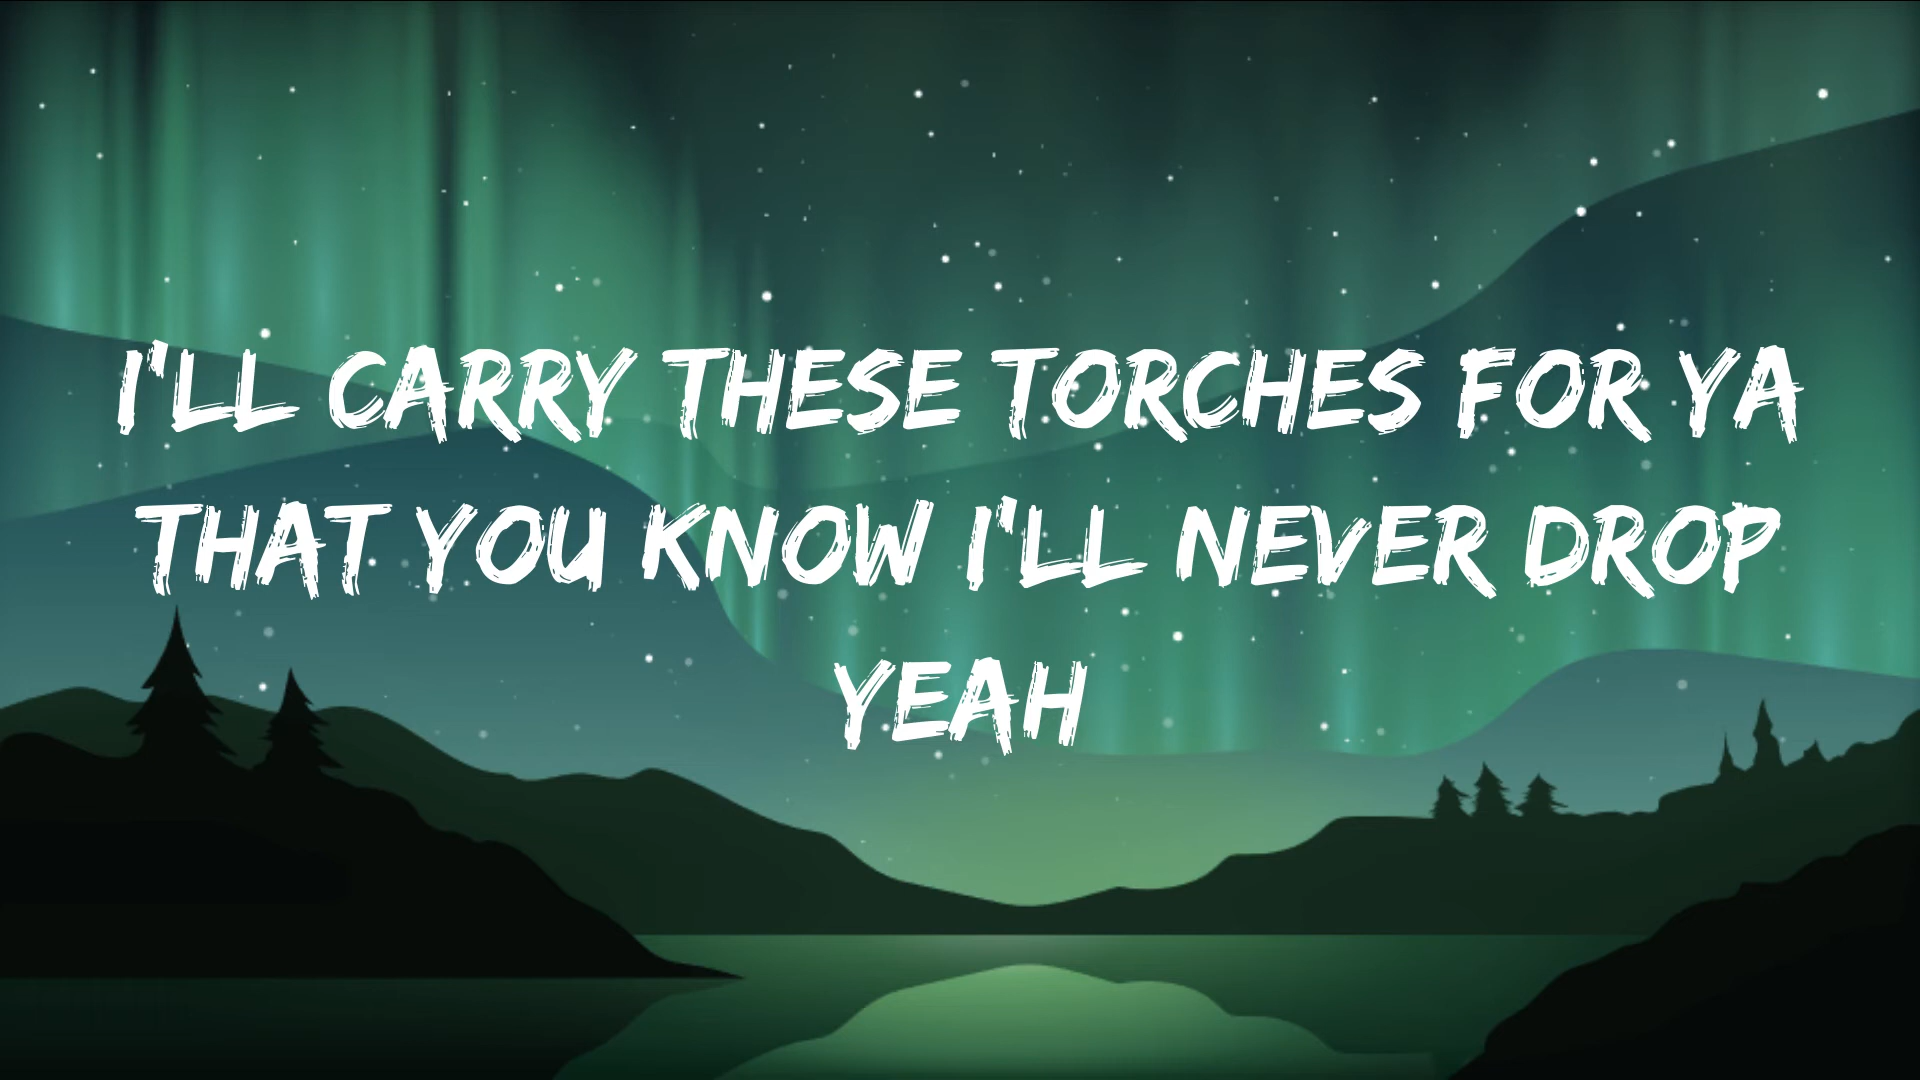 I'LL CARRY THESE TORCHES FOR YA
THAT YOU KNOW I'LL NEVER DROP
YEAH